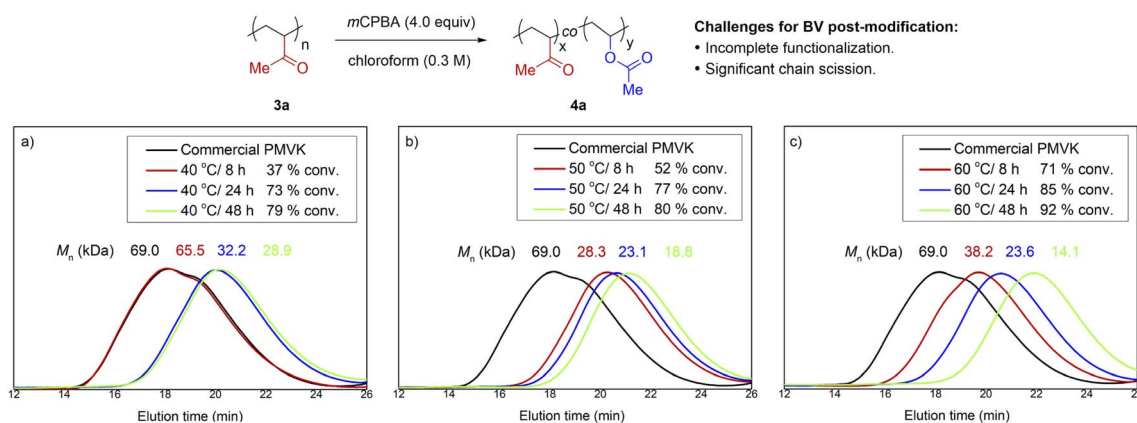 mCPBA (4.0 equiv)
chloroform (0.3 M)
n
Me
O
3a
co
x
y
Me
O
O
O
Me
4a
Challenges for BV post-modification:
• Incomplete functionalization.
• Significant chain scission.
a)
Commercial PMVK
40 °C/ 8 h 37 % conv.
40 °C/ 24 h 73 % conv.
40 °C/ 48 h 79 % conv.
Mn (kDa) 69.0 65.5 32.2 28.9
12 14 16 18 20 22 24 26
Elution time (min)
b)
Commercial PMVK
50 °C/ 8 h 52 % conv.
50 °C/ 24 h 77 % conv.
50 °C/ 48 h 80 % conv.
Mn (kDa) 69.0 28.3 23.1 18.8
12 14 16 18 20 22 24 26
Elution time (min)
c)
Commercial PMVK
60 °C/ 8 h 71 % conv.
60 °C/ 24 h 85 % conv.
60 °C/ 48 h 92 % conv.
Mn (kDa) 69.0 38.2 23.6 14.1
12 14 16 18 20 22 24 26
Elution time (min)